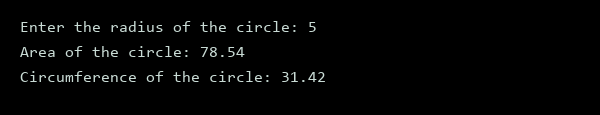 Enter the radius of the circle: 5
Area of the circle: 78.54
Circumference of the circle: 31.42